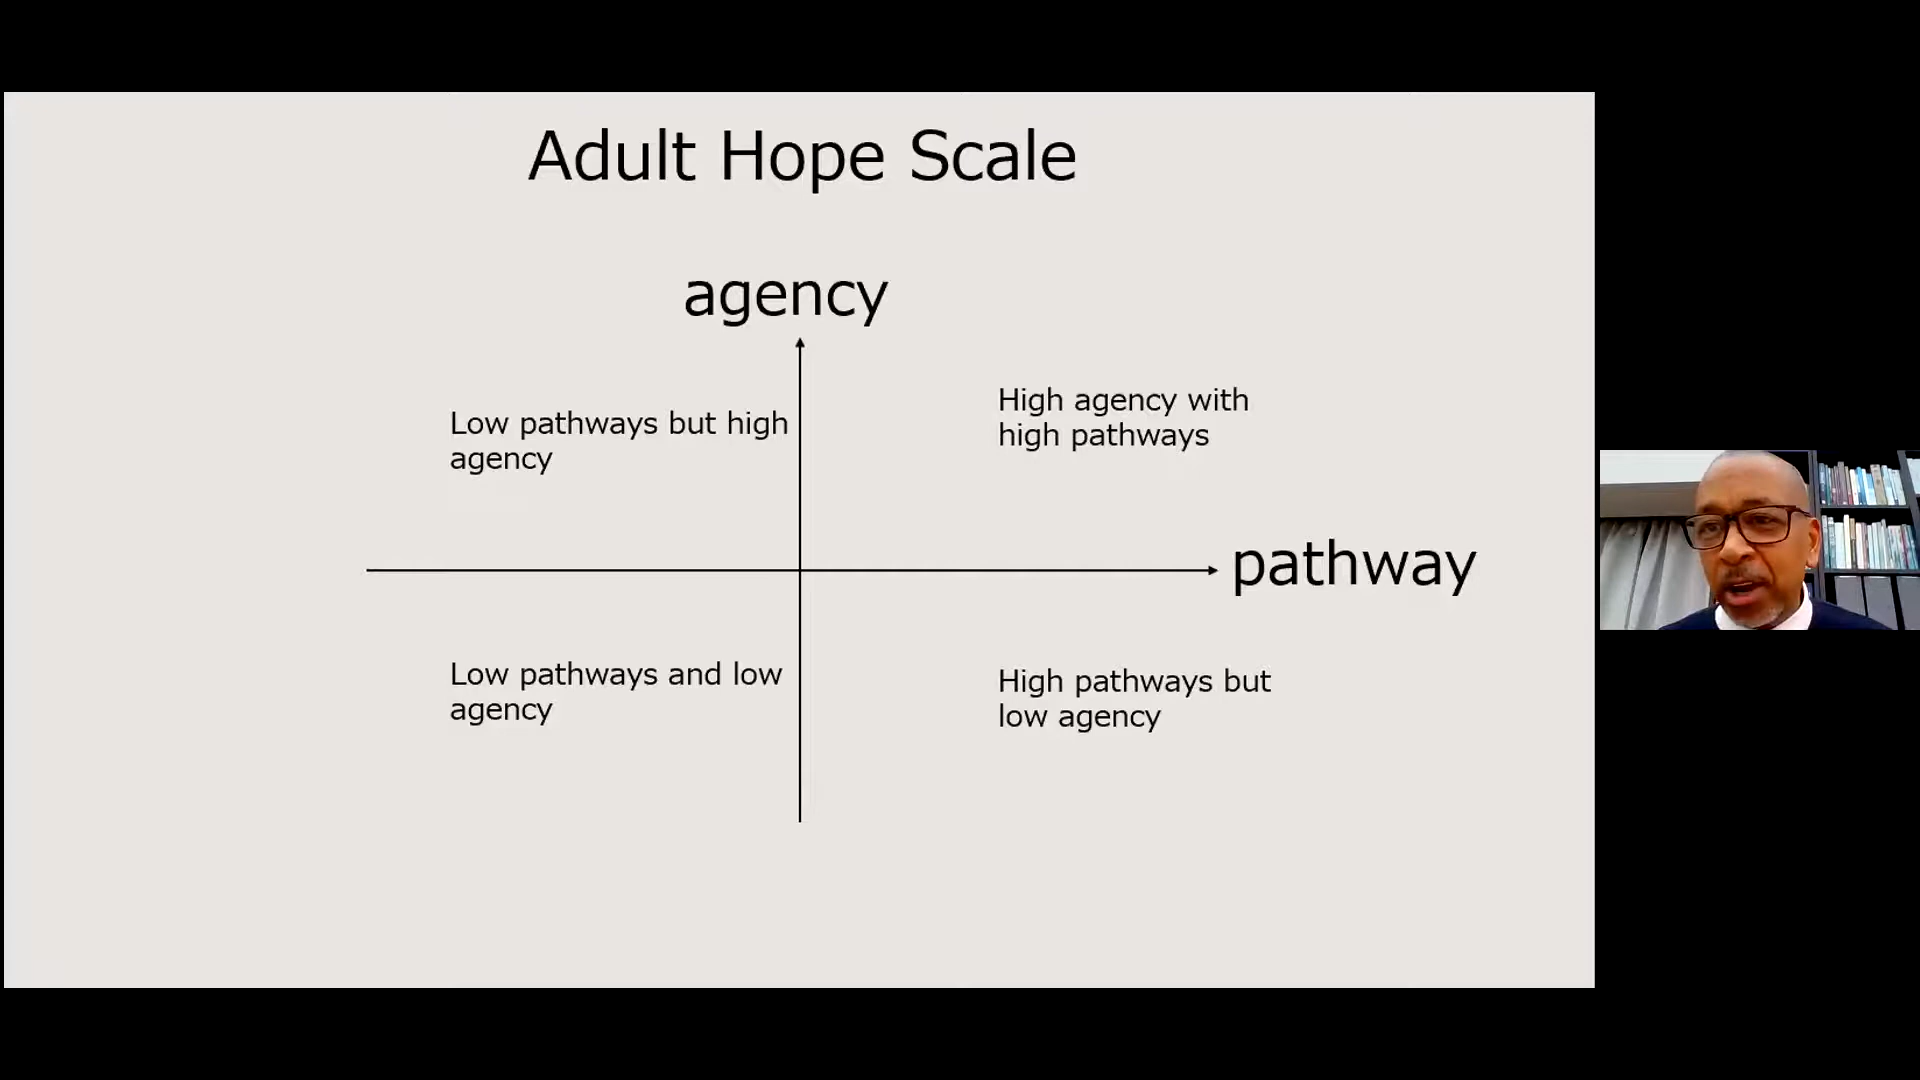 Adult Hope Scale
agency
Low pathways but high
agency
High agency with
high pathways
pathway
Low pathways and low
agency
High pathways but
low agency